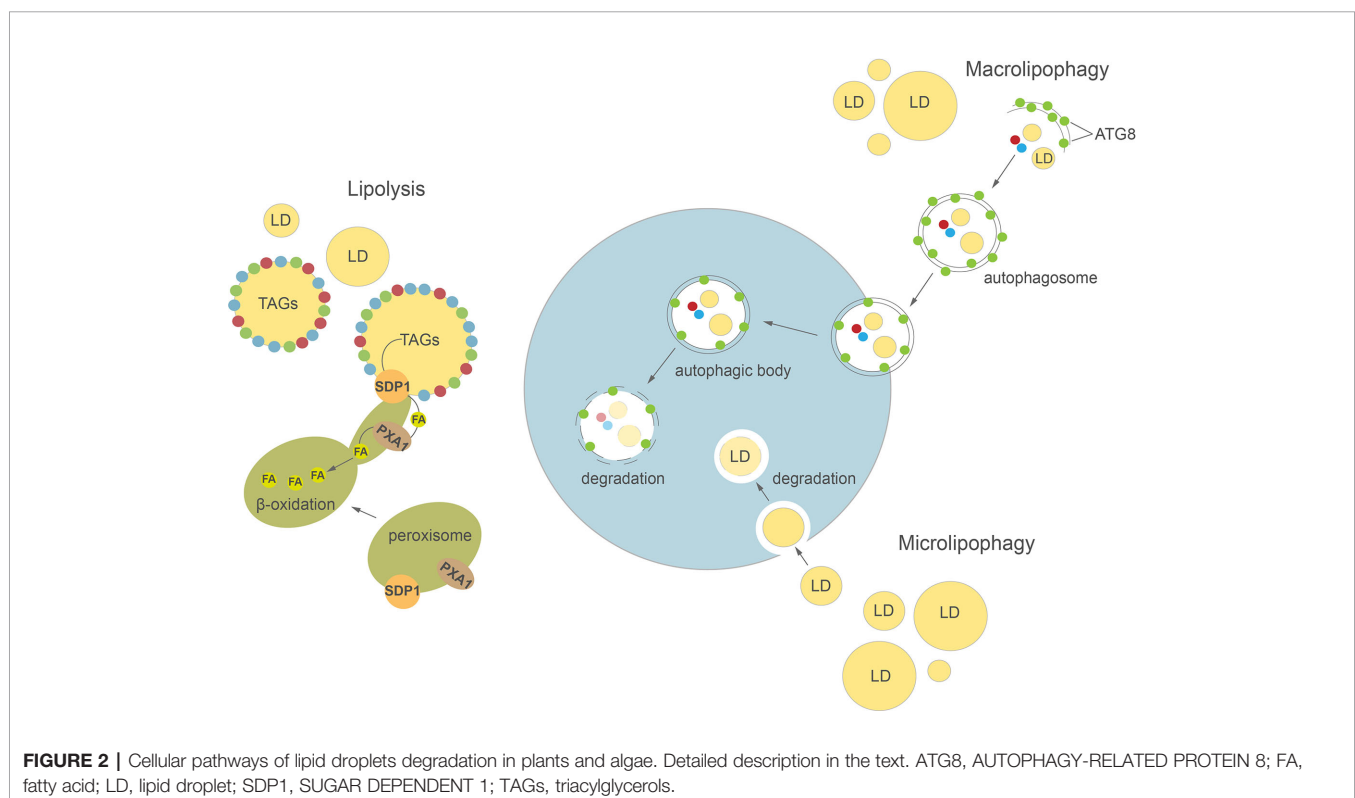 Macrolipophagy
LD
LD
ATG8
LD
autophagosome
Lipolysis
LD
LD
TAGs
TAGs
SDP1
FA
PXA1
FA
FA
FA
FA
β-oxidation
peroxisome
PXA1
SDP1
autophagic body
degradation
LD
degradation
Microlipophagy
LD
LD
LD
LD
FIGURE 2 | Cellular pathways of lipid droplets degradation in plants and algae. Detailed description in the text. ATG8, AUTOPHAGY-RELATED PROTEIN 8; FA,
fatty acid; LD, lipid droplet; SDP1, SUGAR DEPENDENT 1; TAGs, triacylglycerols.